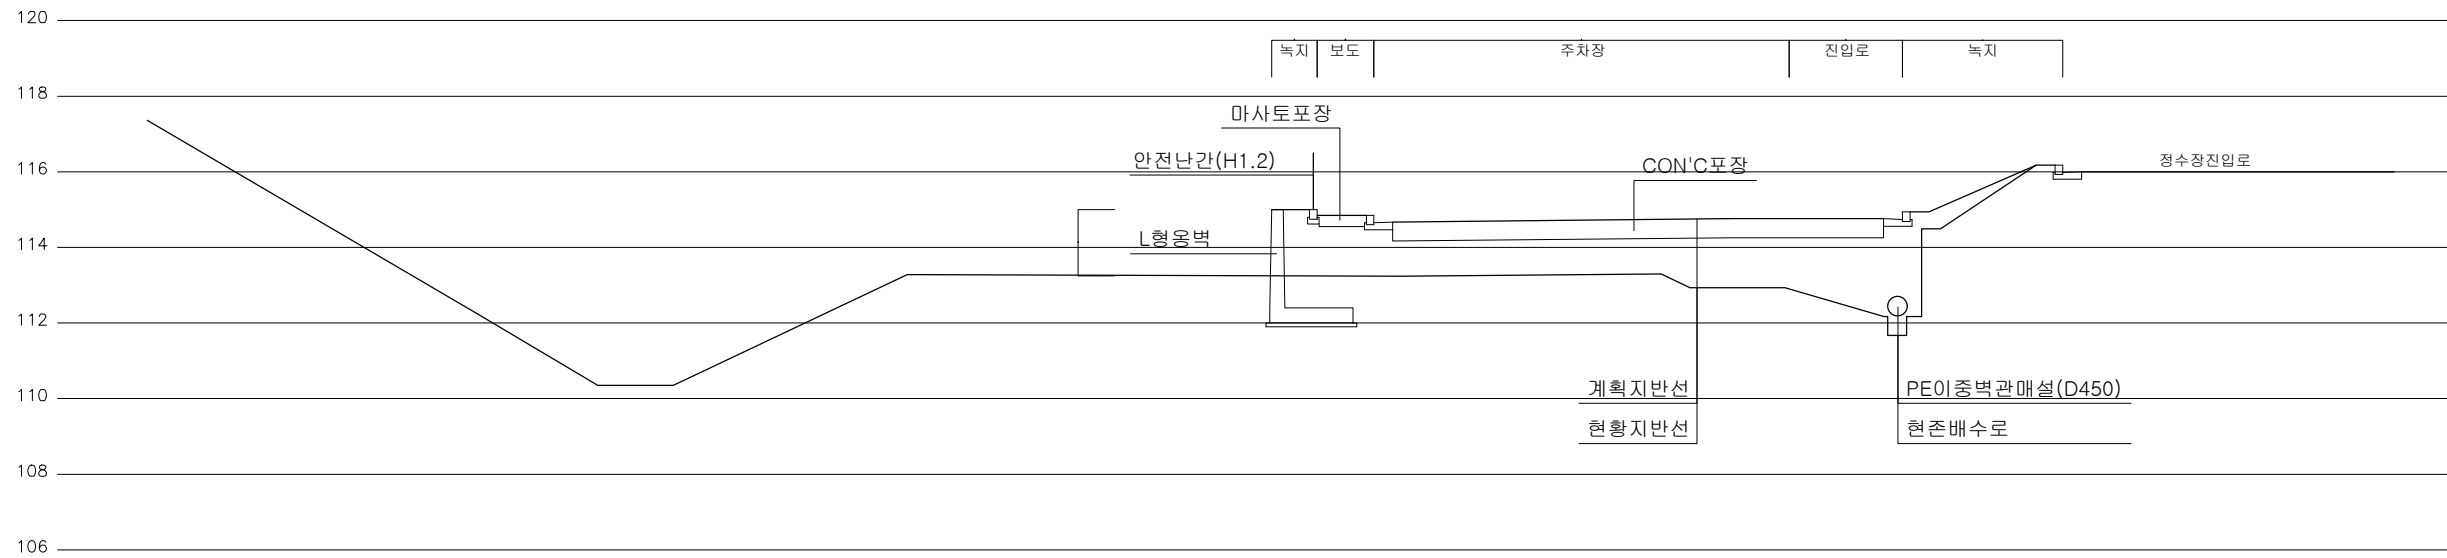 120
녹지 보도 주차장 진입로 녹지
118
마사토포장
116
안전난간(H1.2)
CON'C포장
정수장진입로
114
L형옹벽
112
110
계획지반선
PE이중벽관매설(D450)
현황지반선
현존배수로
108
106